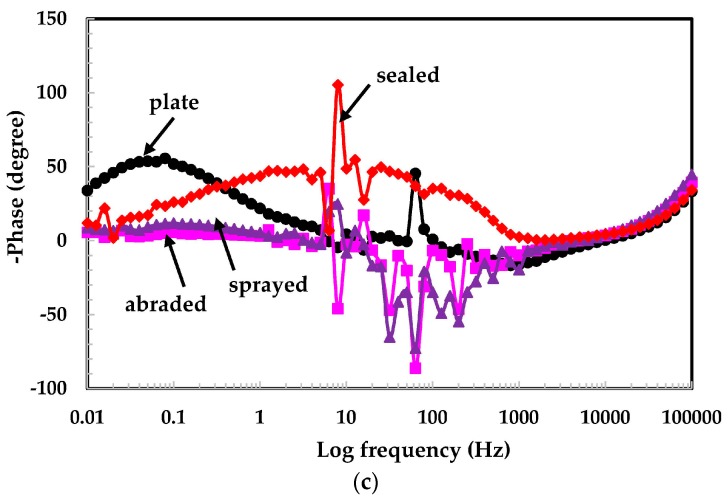 150
100
50
0
-50
-100
-Phase (degree)
sealed
plate
abraded
sprayed
0.01 0.1 1 10 100 1000 10000 100000
Log frequency (Hz)
(c)